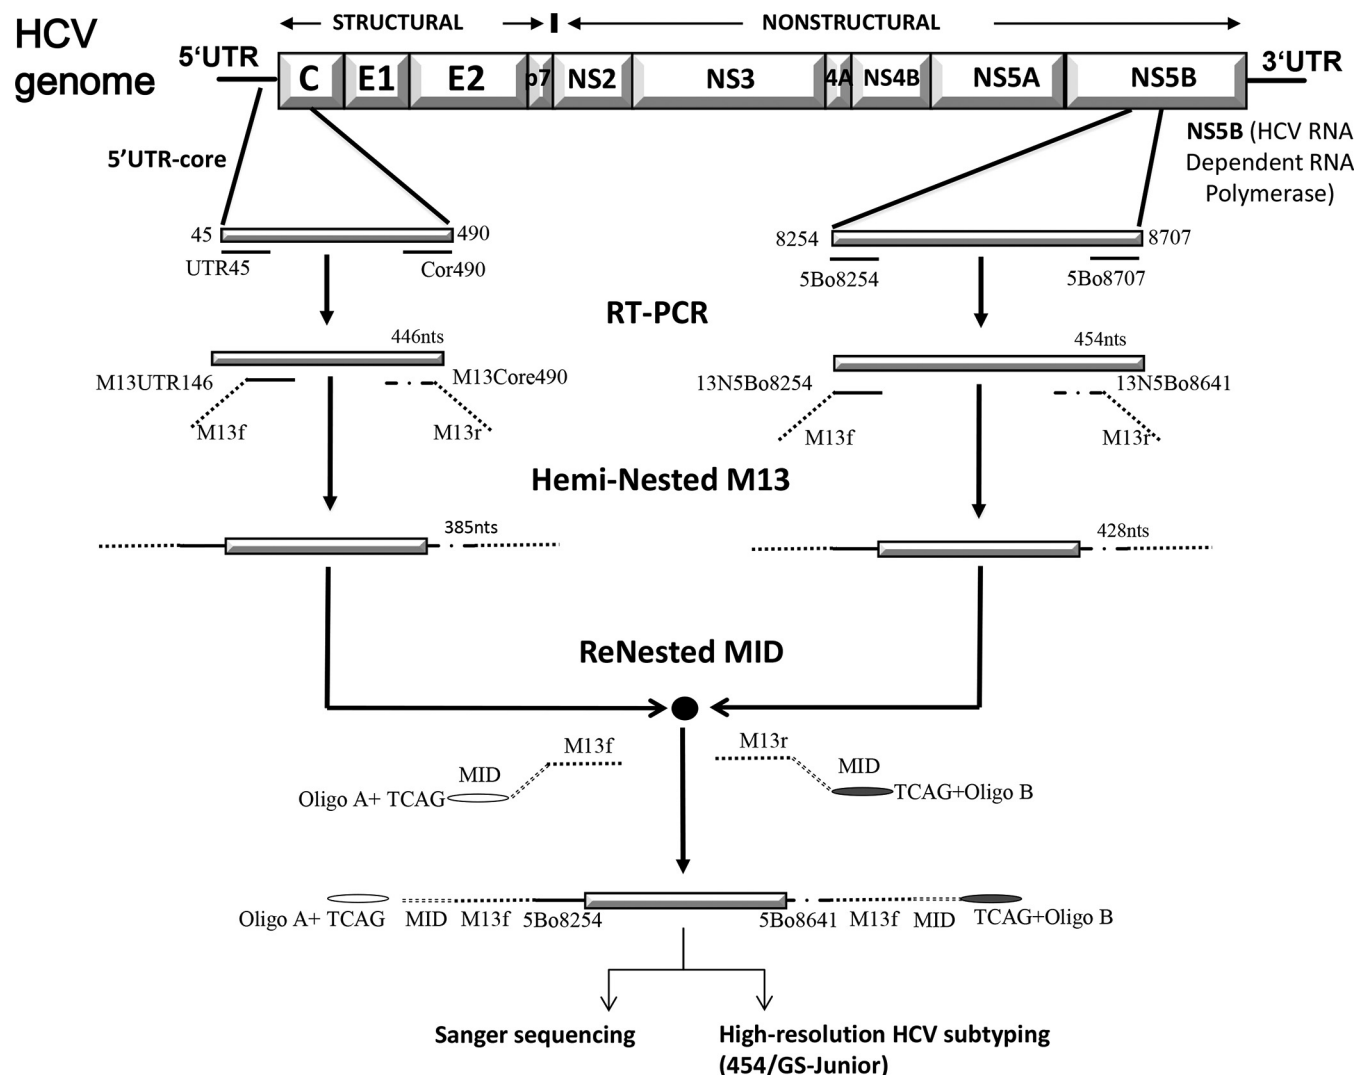 HCV
genome
STRUCTURAL
NONSTRUCTURAL
5‘UTR
C
E1
E2
p7
NS2
NS3
4A
NS4B
NS5A
NS5B
3‘UTR
5’UTR-core
NS5B (HCV RNA
Dependent RNA
Polymerase)
45
490
UTR45
Cor490
8254
8707
5Bo8254
5Bo8707
RT-PCR
446nts
454nts
M13UTR146
M13Core490
M13f
M13r
13N5Bo8254
13N5Bo8641
M13f
M13r
Hemi-Nested M13
385nts
428nts
ReNested MID
M13f
M13r
MID
MID
Oligo A+ TCAG
TCAG+Oligo B
Oligo A+ TCAG
MID
M13f
5Bo8254
5Bo8641
M13f
MID
TCAG+Oligo B
Sanger sequencing
High-resolution HCV subtyping
(454/GS-Junior)